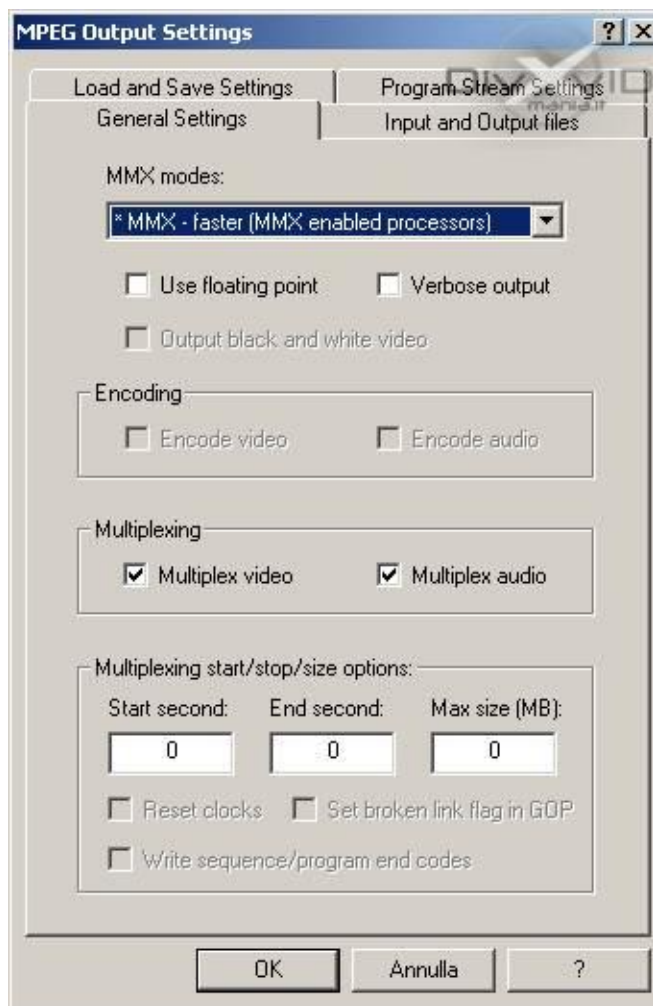 MPEG Output Settings
DIVXVID
mania.it
Load and Save Settings
Program Stream Settings
General Settings
Input and Output files
MMX modes:
* MMX - faster (MMX enabled processors)
Use floating point
Verbose output
Output black and white video
Encoding
Encode video
Encode audio
Multiplexing
Multiplex video
Multiplex audio
Multiplexing start/stop/size options:
Start second:
End second:
Max size (MB):
0
0
0
Reset clocks
Set broken link flag in GOP
Write sequence/program end codes
OK
Annulla
?